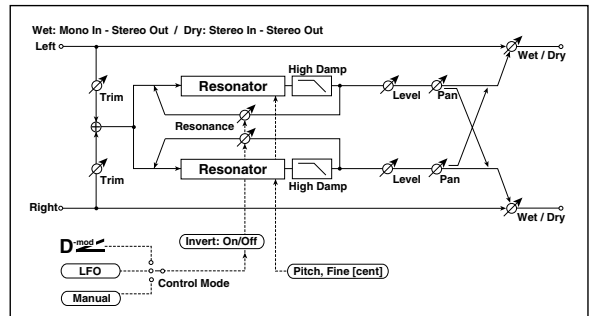 Wet: Mono In - Stereo Out / Dry: Stereo In - Stereo Out
Left
Wet / Dry
High Damp
Resonator
Trim
Level
Pan
Resonance
Resonator
High Damp
Level
Pan
Trim
Right
Wet / Dry
D-mod
Invert: On/Off
LFO
Control Mode
Pitch, Fine [cent]
Manual